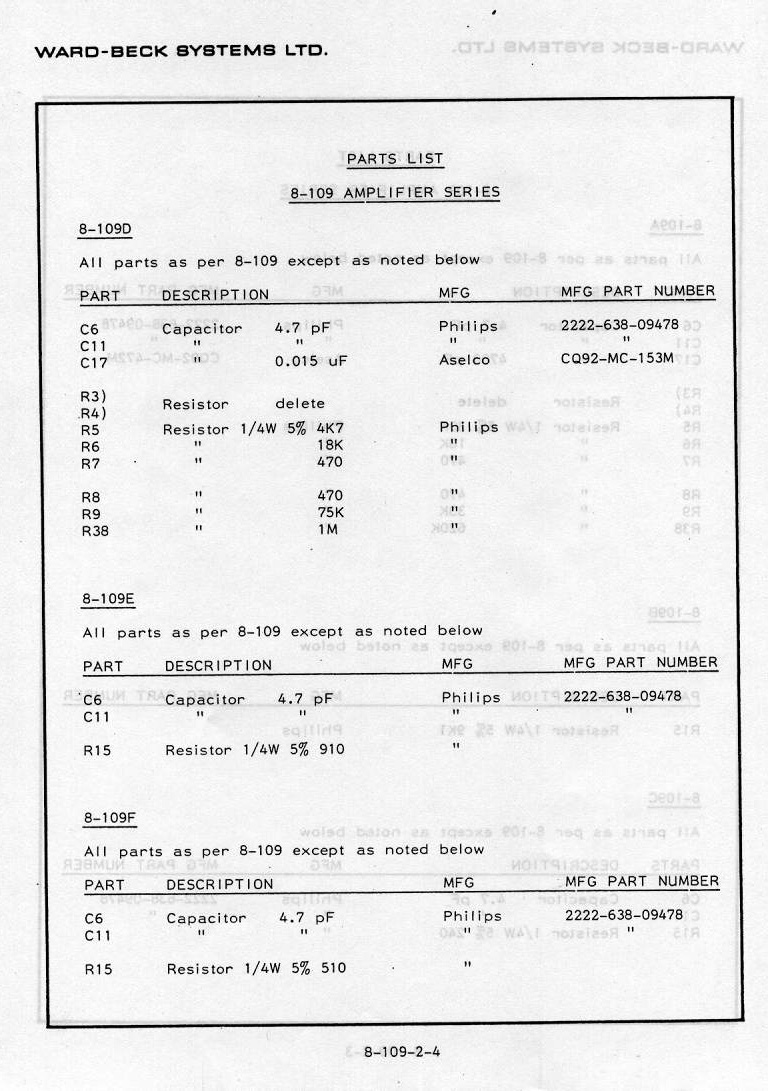 WARD-BECK SYSTEMS LTD.
PARTS LIST
8-109 AMPLIFIER SERIES
8-109D
All parts as per 8-109 except as noted below
PART DESCRIPTION MFG MFG PART NUMBER
C6 Capacitor 4.7 pF Philips 2222-638-09478
C11 " " " "
C17 " 0.015 uF Aselco CQ92-MC-153M
R3)
R4) Resistor delete
R5 Resistor 1/4W 5% 4K7 Philips
R6 " 18K "
R7 " 470 "
R8 " 470 "
R9 " 75K "
R38 " 1M "
8-109E
All parts as per 8-109 except as noted below
PART DESCRIPTION MFG MFG PART NUMBER
C6 Capacitor 4.7 pF Philips 2222-638-09478
C11 " " " "
R15 Resistor 1/4W 5% 910 "
8-109F
All parts as per 8-109 except as noted below
PART DESCRIPTION MFG MFG PART NUMBER
C6 Capacitor 4.7 pF Philips 2222-638-09478
C11 " " " "
R15 Resistor 1/4W 5% 510 "
8-109-2-4